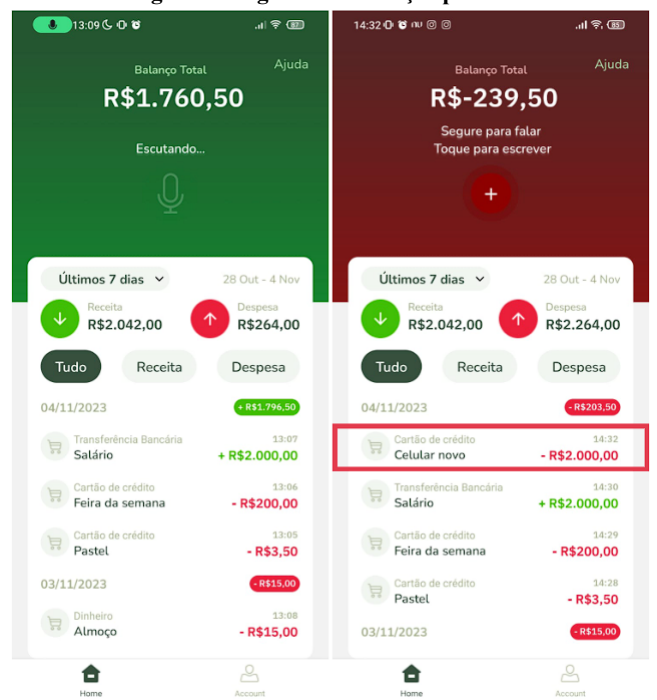 13:09
87
Ajuda
Balanço Total
R$1.760,50
Escutando...
Últimos 7 dias
28 Out - 4 Nov
Receita
R$2.042,00
Despesa
R$264,00
Tudo
Receita
Despesa
04/11/2023
+ R$1.796,50
Transferência Bancária
13:07
Salário
+ R$2.000,00
Cartão de crédito
13:06
Feira da semana
- R$200,00
Cartão de crédito
13:05
Pastel
- R$3,50
03/11/2023
- R$15,00
Dinheiro
13:08
Almoço
- R$15,00
Home
Account
14:32
85
Ajuda
Balanço Total
R$-239,50
Segure para falar
Toque para escrever
Últimos 7 dias
28 Out - 4 Nov
Receita
R$2.042,00
Despesa
R$2.264,00
Tudo
Receita
Despesa
04/11/2023
- R$203,50
Cartão de crédito
14:32
Celular novo
- R$2.000,00
Transferência Bancária
14:30
Salário
+ R$2.000,00
Cartão de crédito
14:29
Feira da semana
- R$200,00
Cartão de crédito
14:28
Pastel
- R$3,50
03/11/2023
- R$15,00
Home
Account